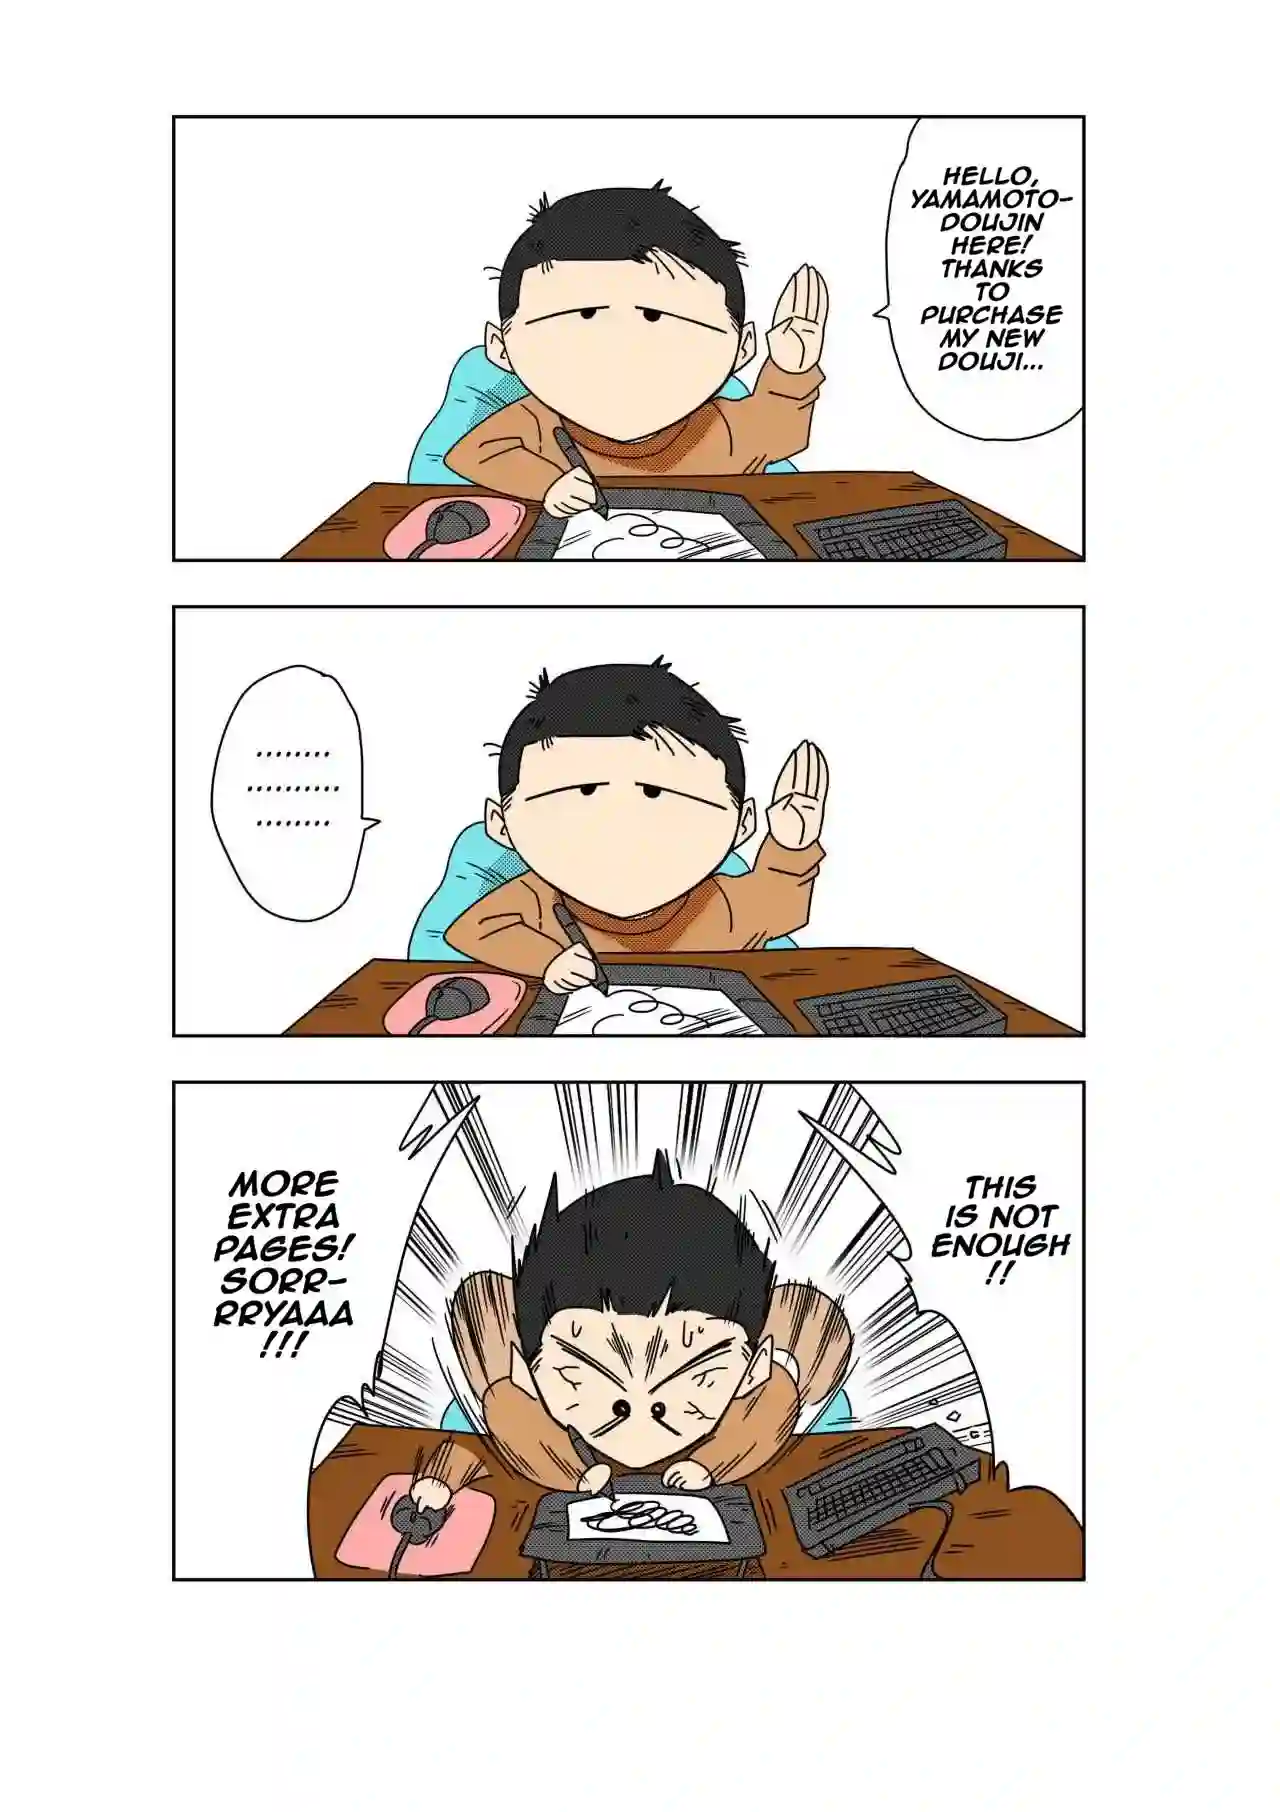 HELLO,
YAMAMOTO-
DOUJIN
HERE!
THANKS
TO
PURCHASE
MY NEW
DOUJI...
........
..........
........
THIS
IS NOT
ENOUGH
!!
MORE
EXTRA
PAGES!
SORR-
RRYAAA
!!!